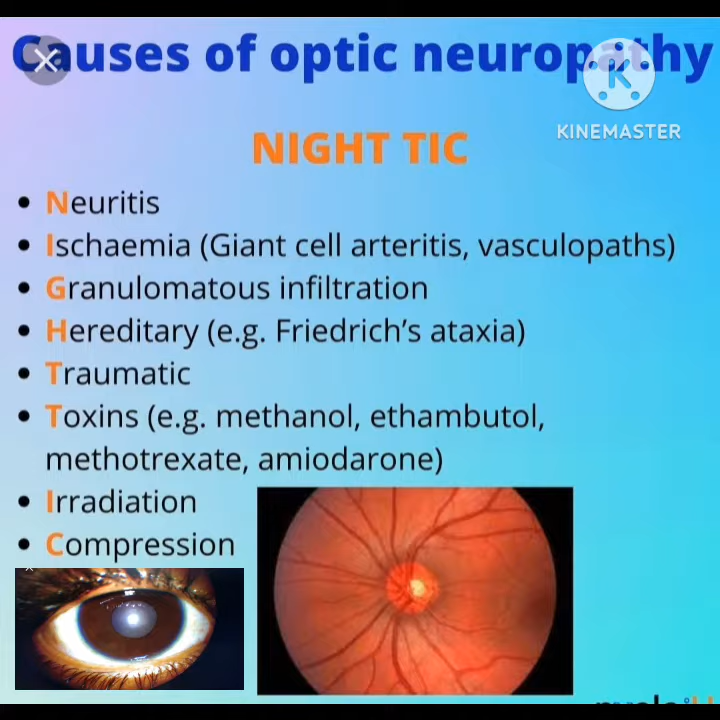 Causes of optic neuropathy
KINEMASTER
NIGHT TIC
• Neuritis
• Ischaemia (Giant cell arteritis, vasculopaths)
• Granulomatous infiltration
• Hereditary (e.g. Friedrich's ataxia)
• Traumatic
• Toxins (e.g. methanol, ethambutol,
methotrexate, amiodarone)
• Irradiation
• Compression